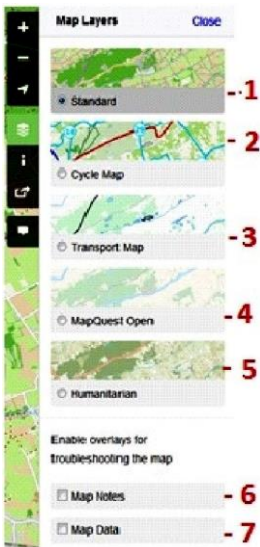 Map Layers Close
Standard - 1
- 2
Cycle Map
Transport Map - 3
MapQuest Open - 4
- 5
Humanitarian
Enable overlays for
troubleshooting the map
Map Notes - 6
Map Data - 7